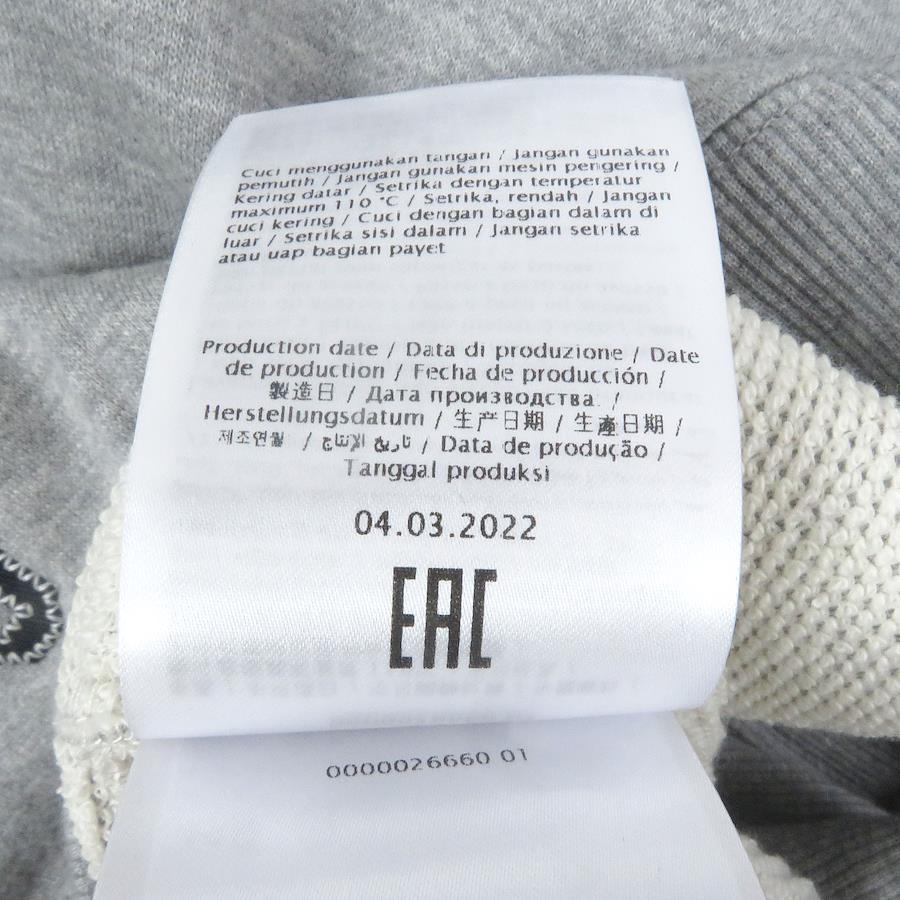 Cuci menggunakan tangan / Jangan gunakan
pemutih / Jangan gunakan mesin pengering /
Kering datar / Setrika dengan temperatur
maximum 110 °C / Setrika, rendah / Jangan
cuci kering / Cuci dengan bagian dalam di
luar / Setrika sisi dalam / Jangan setrika
atau uap bagian payet
Production date / Data di produzione / Date
de production / Fecha de producción /
製造日 / Дата производства /
Herstellungsdatum / 生产日期 / 生產日期 /
제조연월 / تاريخ الإنتاج / Data de produção /
Tanggal produksi
04.03.2022
EAC
0000026660 01